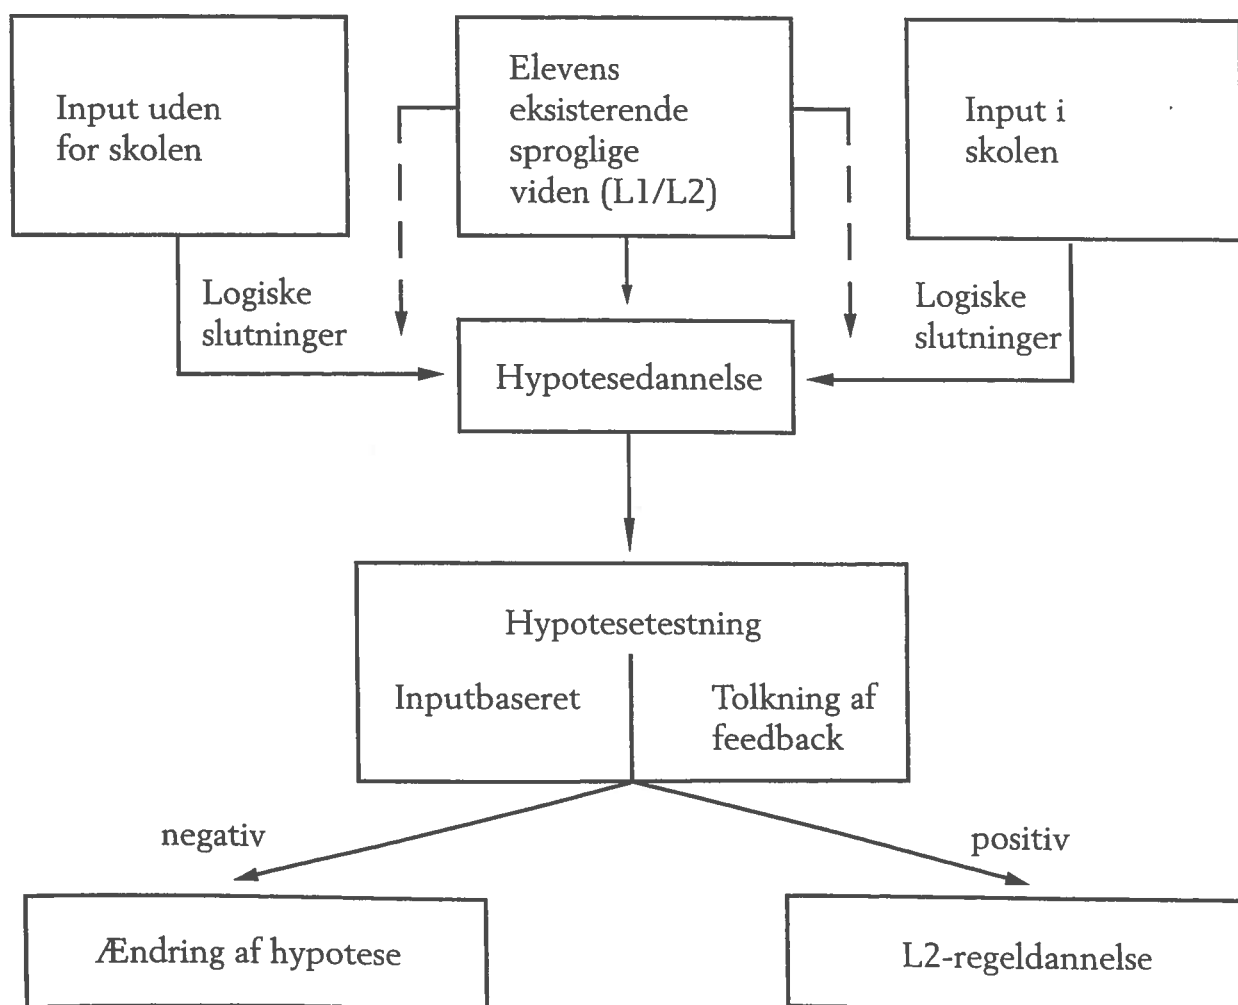 Input uden
for skolen
Elevens
eksisterende
sproglige
viden (L1/L2)
Input i
skolen
Logiske
slutninger
Logiske
slutninger
Hypotesedannelse
Hypotesetestning
Inputbaseret
Tolkning af
feedback
negativ
positiv
Ændring af hypotese
L2-regeldannelse